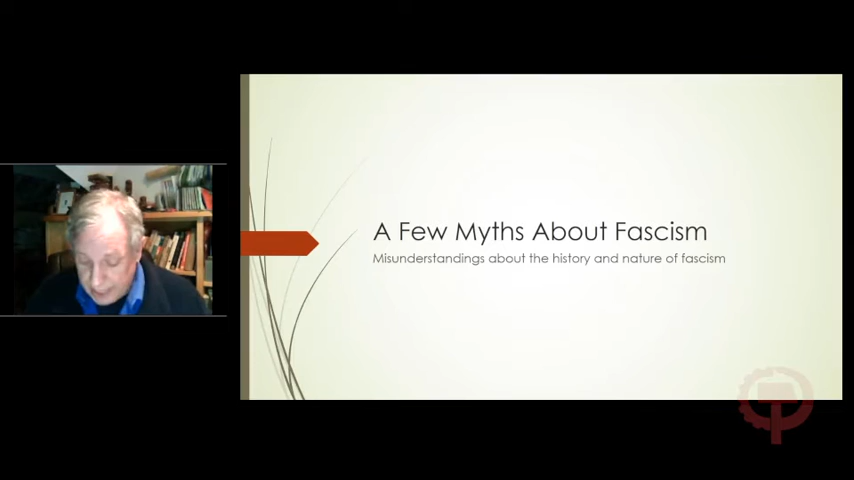 A Few Myths About Fascism
Misunderstandings about the history and nature of fascism